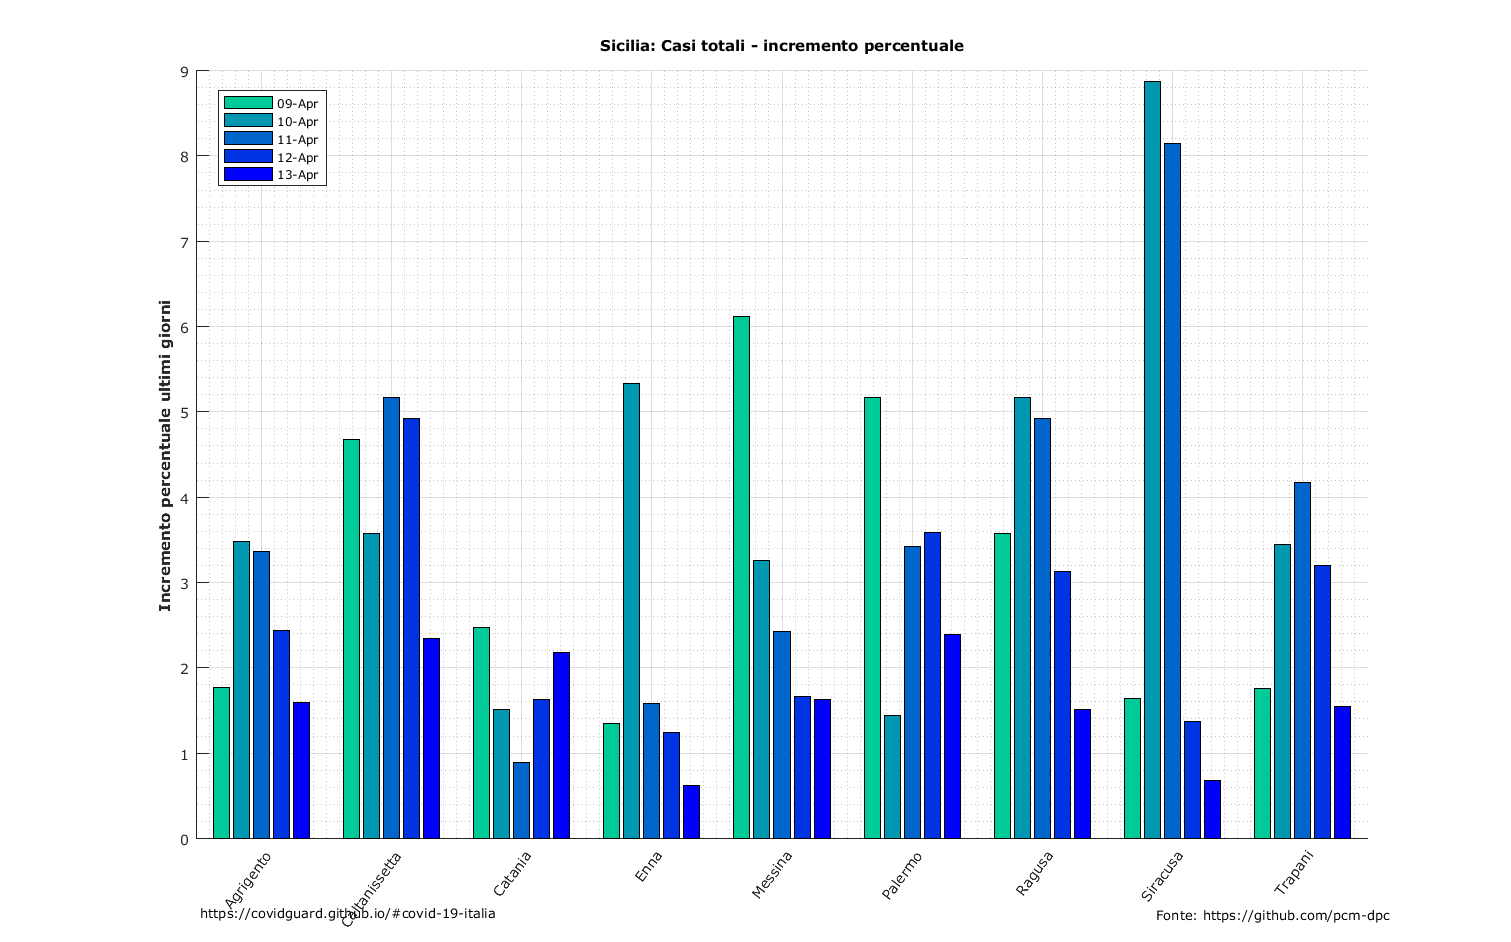 Sicilia: Casi totali - incremento percentuale
Incremento percentuale ultimi giorni
9
8
7
6
5
4
3
2
1
0
09-Apr
10-Apr
11-Apr
12-Apr
13-Apr
Agrigento
Caltanissetta
Catania
Enna
Messina
Palermo
Ragusa
Siracusa
Trapani
https://covidguard.github.io/#covid-19-italia
Fonte: https://github.com/pcm-dpc